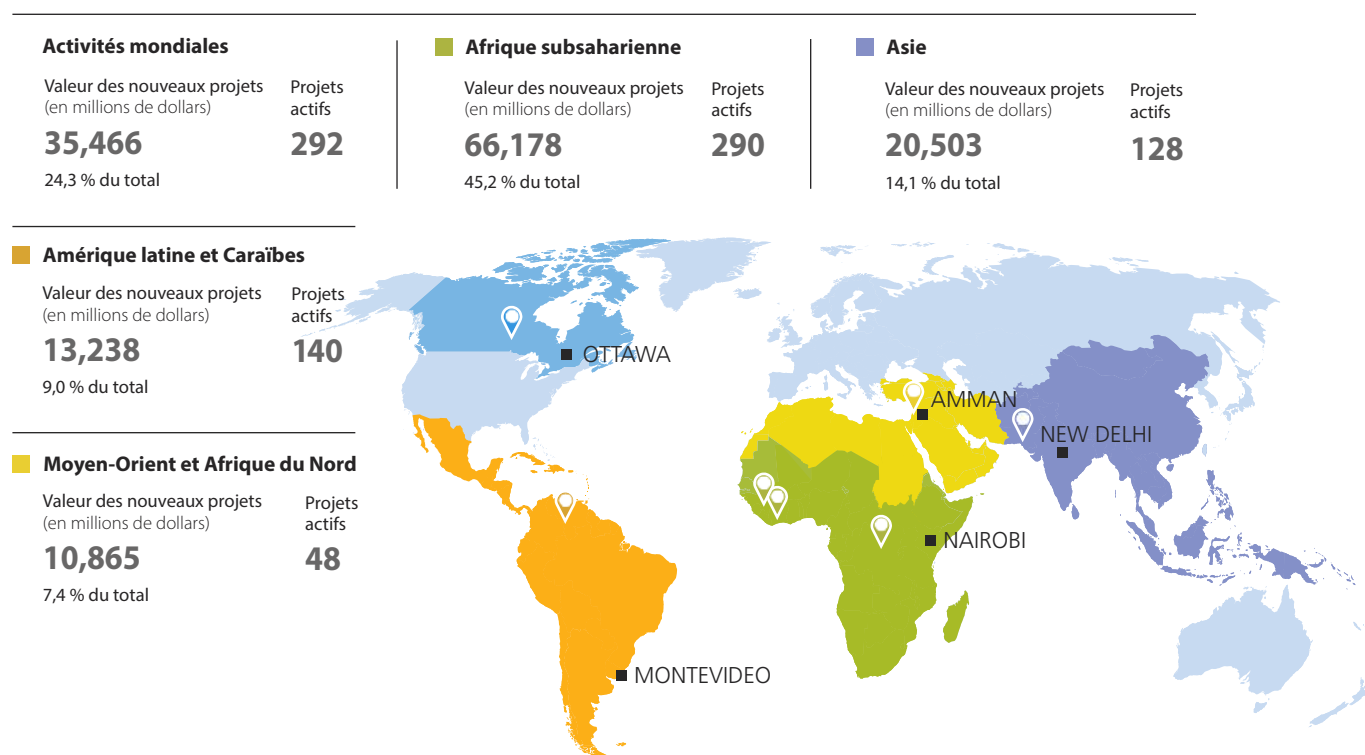 Activités mondiales
Valeur des nouveaux projets
(en millions de dollars)
35,466
24,3 % du total
Projets
actifs
292
Afrique subsaharienne
Valeur des nouveaux projets
(en millions de dollars)
66,178
45,2 % du total
Projets
actifs
290
Asie
Valeur des nouveaux projets
(en millions de dollars)
20,503
14,1 % du total
Projets
actifs
128
Amérique latine et Caraïbes
Valeur des nouveaux projets
(en millions de dollars)
13,238
9,0 % du total
Projets
actifs
140
Moyen-Orient et Afrique du Nord
Valeur des nouveaux projets
(en millions de dollars)
10,865
7,4 % du total
Projets
actifs
48
OTTAWA
AMMAN
NEW DELHI
NAIROBI
MONTEVIDEO